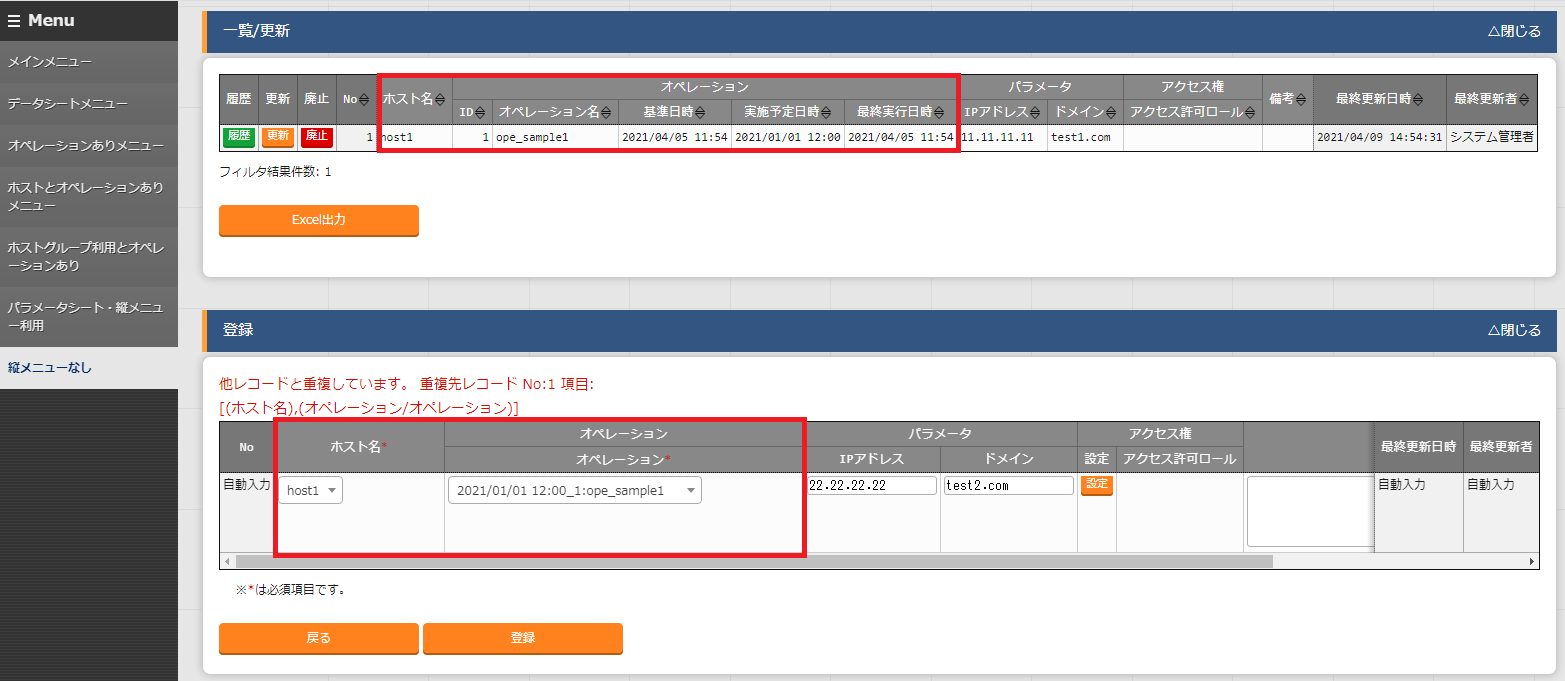 ☰ Menu
メインメニュー
データシートメニュー
オペレーションありメニュー
ホストとオペレーションあり
メニュー
ホストグループ利用とオペレ
ーションあり
パラメータシート・縦メニュ
ー利用
縦メニューなし
一覧/更新 △閉じる
履歴 更新 廃止 No ホスト名 オペレーション パラメータ アクセス権 備考 最終更新日時 最終更新者
ID オペレーション名 基準日時 実施予定日時 最終実行日時 IPアドレス ドメイン アクセス許可ロール
履歴 更新 廃止 1 host1 1 ope_sample1 2021/04/05 11:54 2021/01/01 12:00 2021/04/05 11:54 11.11.11.11 test1.com 2021/04/09 14:54:31 システム管理者
フィルタ結果件数: 1
Excel出力
登録 △閉じる
他レコードと重複しています。 重複先レコード No:1 項目:
[(ホスト名),(オペレーション/オペレーション)]
No ホスト名* オペレーション パラメータ アクセス権 最終更新日時 最終更新者
オペレーション* IPアドレス ドメイン 設定 アクセス許可ロール
自動入力 host1 2021/01/01 12:00_1:ope_sample1 22.22.22.22 test2.com 設定 自動入力 自動入力
※*は必須項目です。
戻る 登録